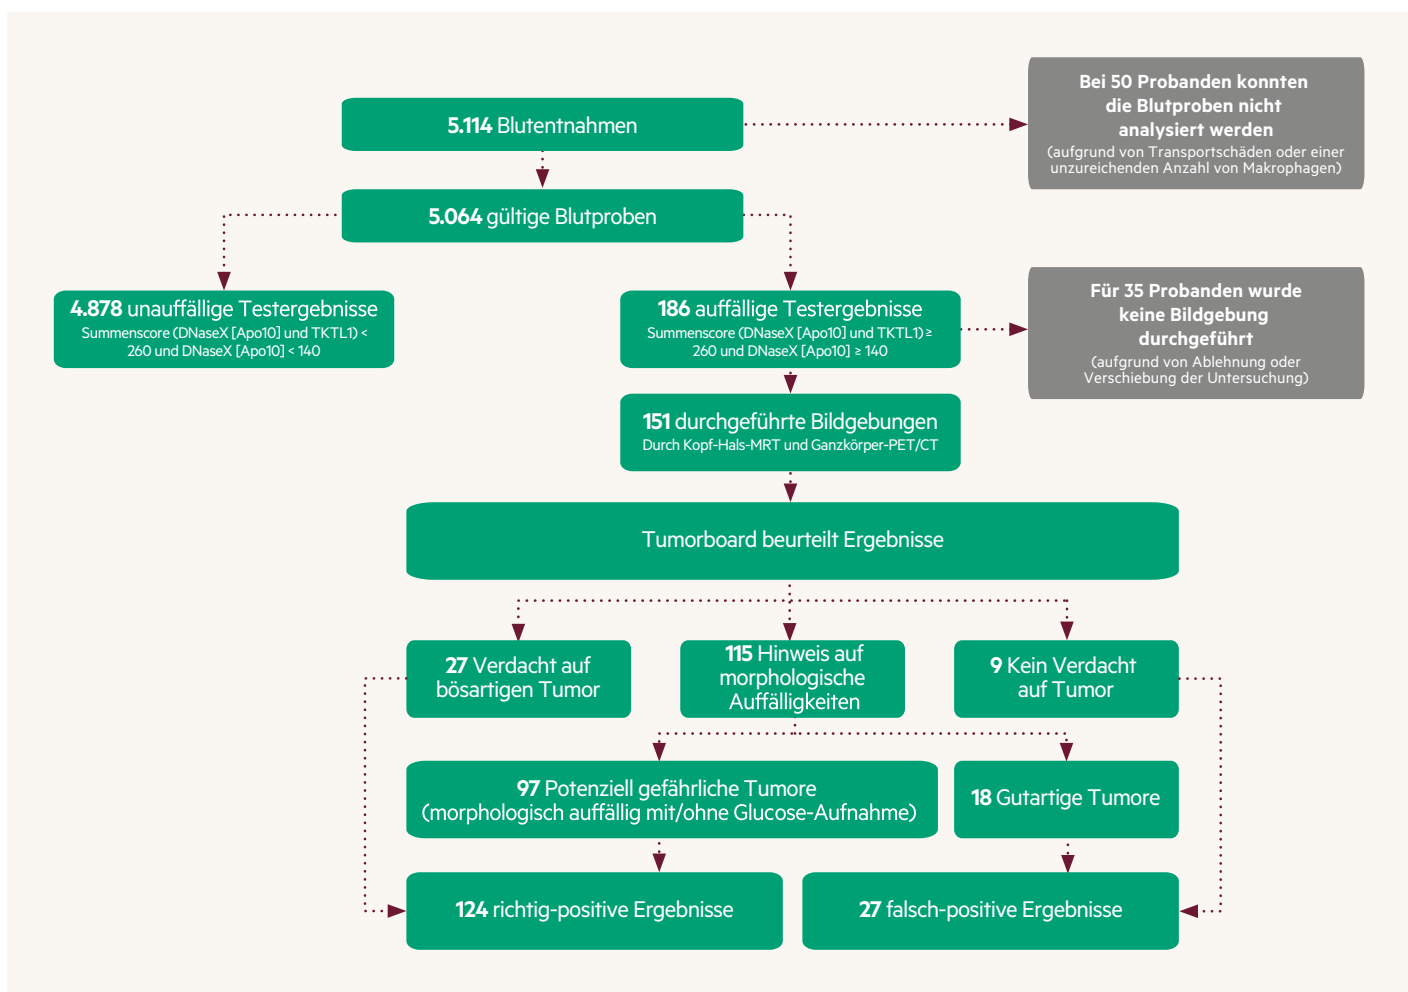 5.114 Blutentnahmen
Bei 50 Probanden konnten
die Blutproben nicht
analysiert werden
(aufgrund von Transportschäden oder einer
unzureichenden Anzahl von Makrophagen)
5.064 gültige Blutproben
4.878 unauffällige Testergebnisse
Summenscore (DNaseX [Apo10] und TKTL1) <
260 und DNaseX [Apo10] < 140
186 auffällige Testergebnisse
Summenscore (DNaseX [Apo10] und TKTL1) ≥
260 und DNaseX [Apo10] ≥ 140
Für 35 Probanden wurde
keine Bildgebung
durchgeführt
(aufgrund von Ablehnung oder
Verschiebung der Untersuchung)
151 durchgeführte Bildgebungen
Durch Kopf-Hals-MRT und Ganzkörper-PET/CT
Tumorboard beurteilt Ergebnisse
27 Verdacht auf
bösartigen Tumor
115 Hinweis auf
morphologische
Auffälligkeiten
9 Kein Verdacht
auf Tumor
97 Potenziell gefährliche Tumore
(morphologisch auffällig mit/ohne Glucose-Aufnahme)
18 Gutartige Tumore
124 richtig-positive Ergebnisse
27 falsch-positive Ergebnisse